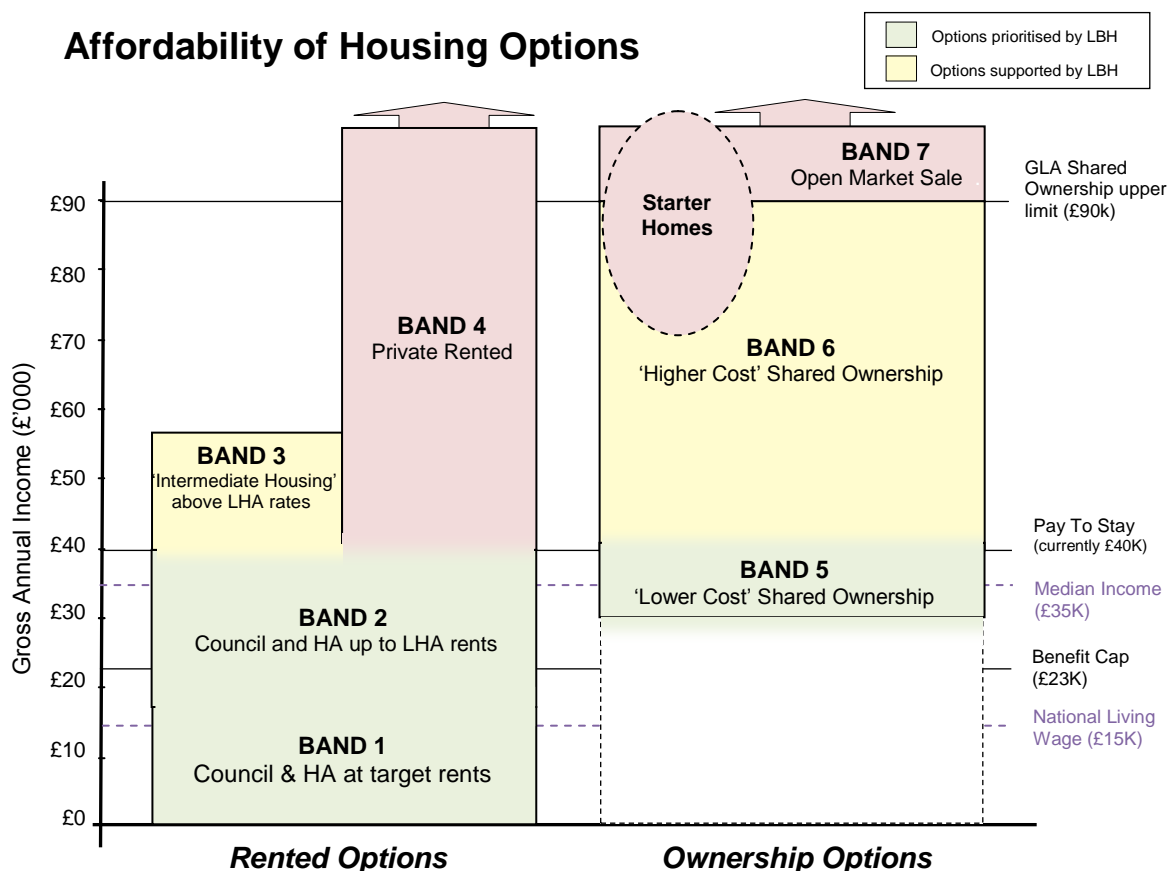 Affordability of Housing Options
Options prioritised by LBH
Options supported by LBH
Gross Annual Income (£'000)
£90
£80
£70
£60
£50
£40
£30
£20
£10
£0
BAND 4
Private Rented
BAND 3
'Intermediate Housing'
above LHA rates
BAND 2
Council and HA up to LHA rents
BAND 1
Council & HA at target rents
Rented Options
BAND 7
Open Market Sale
Starter
Homes
BAND 6
'Higher Cost' Shared Ownership
BAND 5
'Lower Cost' Shared Ownership
Ownership Options
GLA Shared
Ownership upper
limit (£90k)
Pay To Stay
(currently £40K)
Median Income
(£35K)
Benefit Cap
(£23K)
National Living
Wage (£15K)